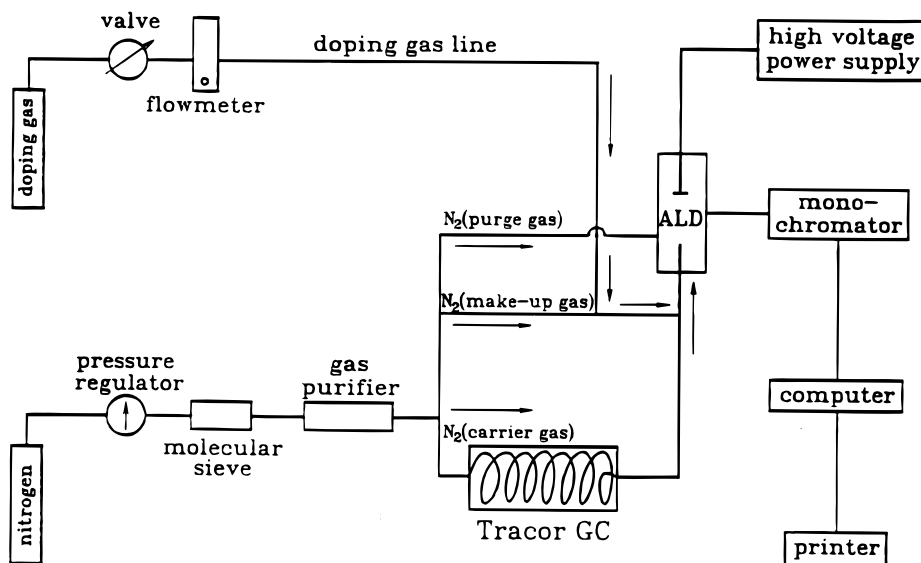 valve
doping gas line
high voltage
power supply
flowmeter
doping gas
N₂(purge gas)
ALD
mono-
chromator
N₂(make-up gas)
pressure
regulator
gas
purifier
computer
N₂(carrier gas)
molecular
sieve
nitrogen
Tracor GC
printer